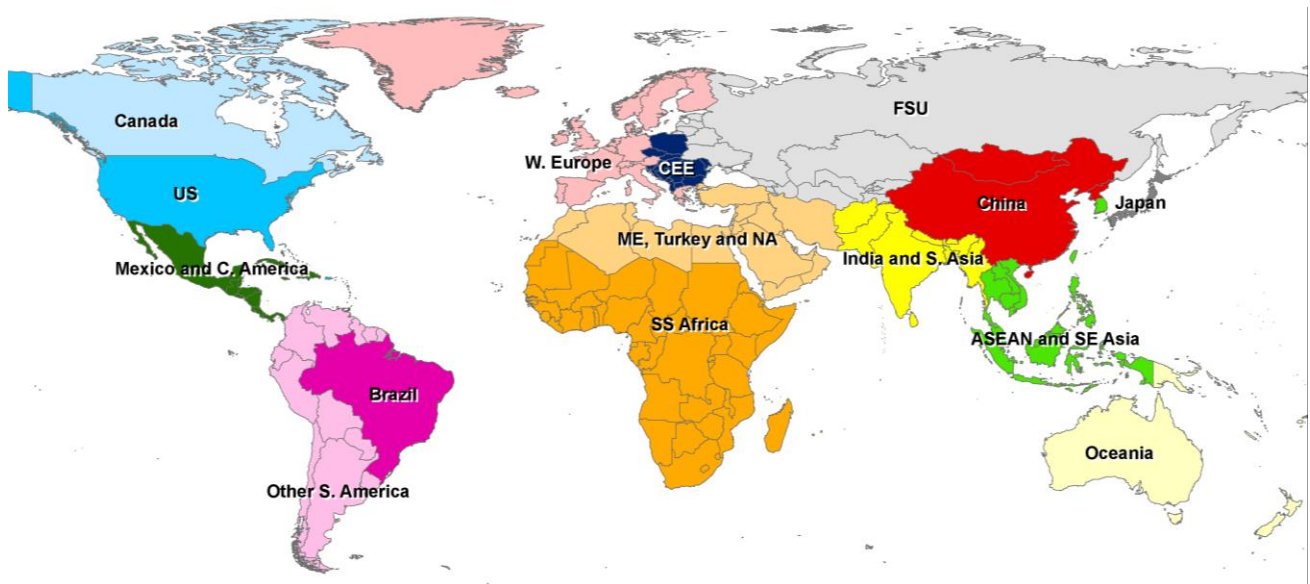 Canada
FSU
W. Europe
CEE
US
China
Japan
ME, Turkey and NA
India and S. Asia
Mexico and C. America
SS Africa
ASEAN and SE Asia
Brazil
Oceania
Other S. America